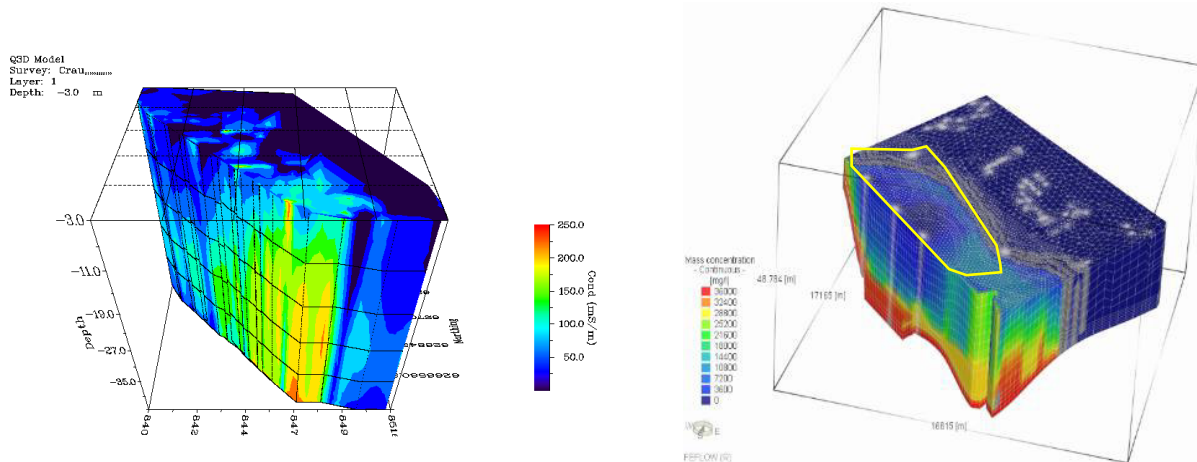 Q3D Model
Survey: Crau
Layer: 1
Depth: -3.0 m
-3.0
-11.0
-19.0
-27.0
-35.0
Depth
840
842
844
847
849
851
250.0
200.0
150.0
100.0
50.0
Cond (mS/m)
Mass concentration
- Continuous -
[mg/l]
36000
32400
28800
25200
21600
18000
14400
10800
7200
3600
0
48.794 [m]
17165 [m]
16815 [m]
W
S
E
FEFLOW (R)